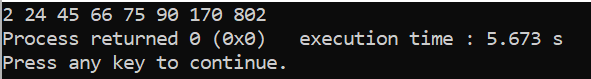 2 24 45 66 75 90 170 802
Process returned 0 (0x0)   execution time : 5.673 s
Press any key to continue.